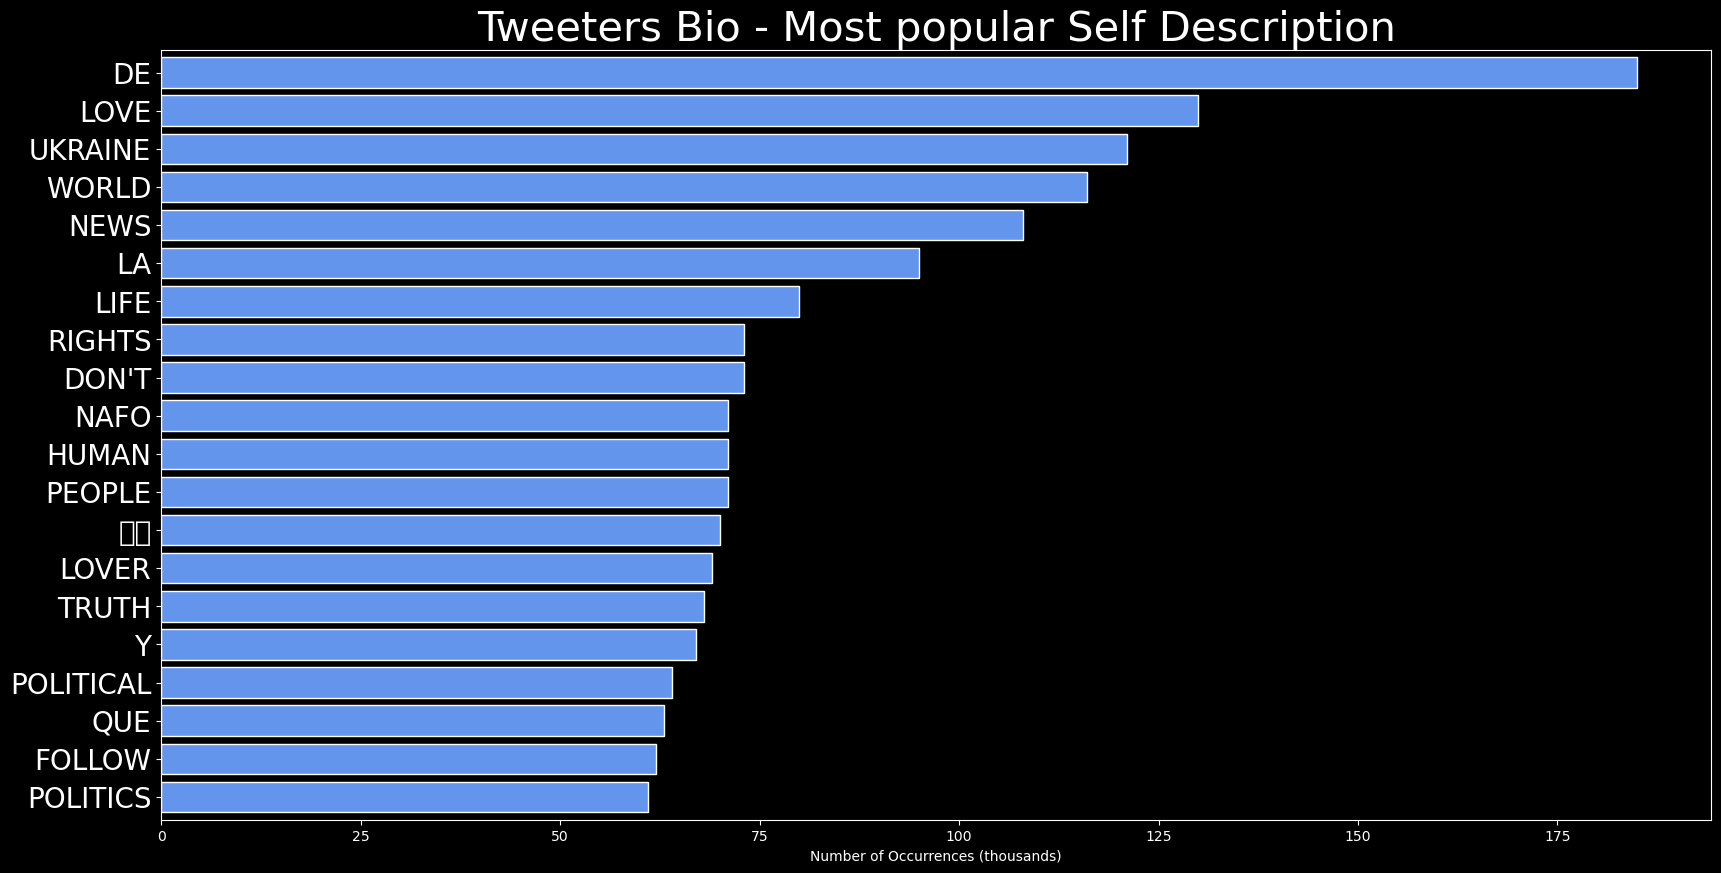 Tweeters Bio - Most popular Self Description
DE
LOVE
UKRAINE
WORLD
NEWS
LA
LIFE
RIGHTS
DON'T
NAFO
HUMAN
PEOPLE
LOVER
TRUTH
Y
POLITICAL
QUE
FOLLOW
POLITICS
0 25 50 75 100 125 150 175
Number of Occurrences (thousands)